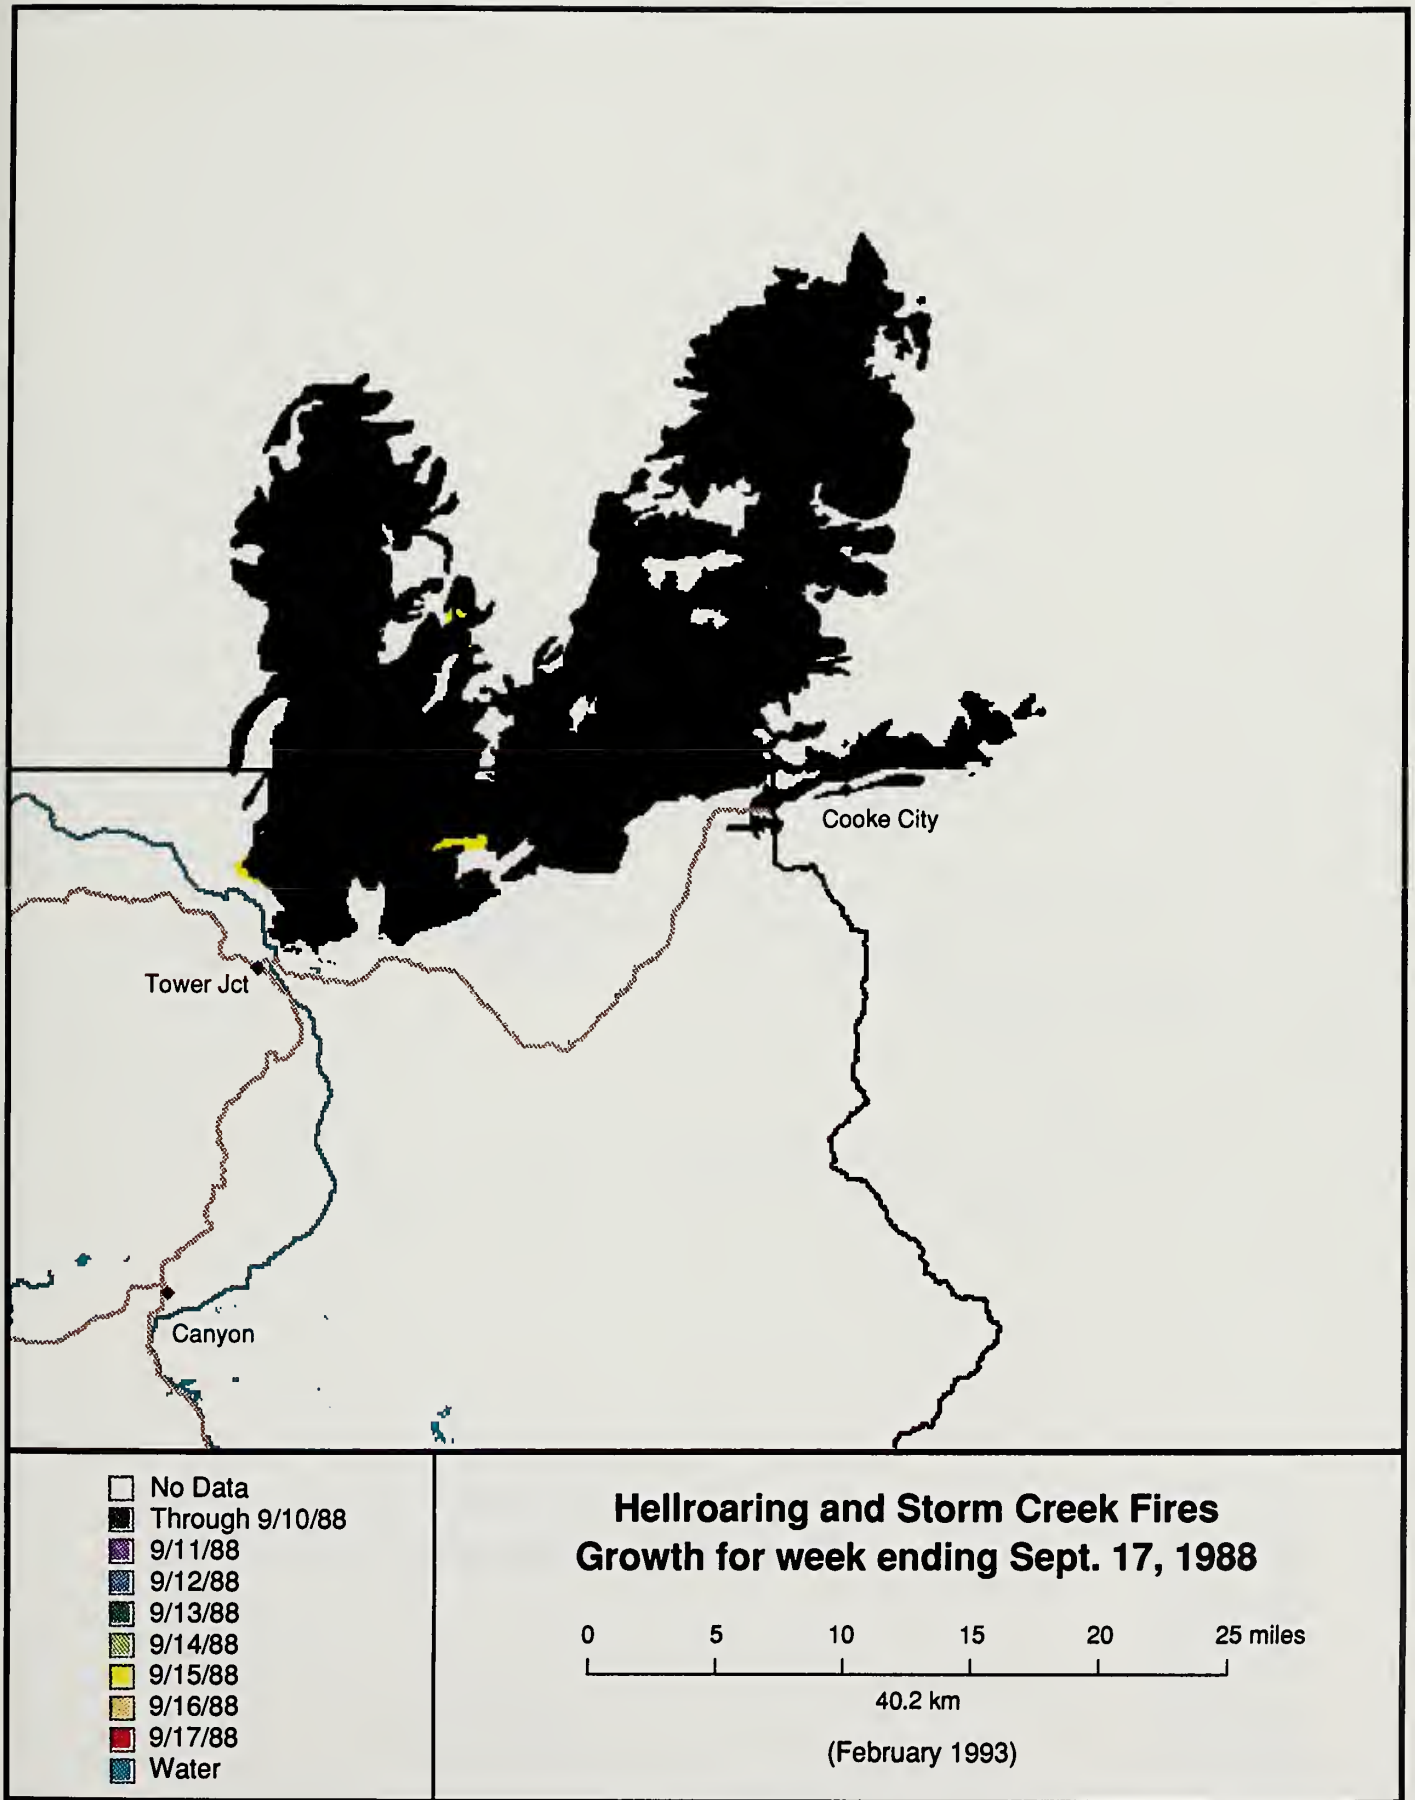 Cooke City
Tower Jct
Canyon
No Data
Through 9/10/88
9/11/88
9/12/88
9/13/88
9/14/88
9/15/88
9/16/88
9/17/88
Water
Hellroaring and Storm Creek Fires
Growth for week ending Sept. 17, 1988
0 5 10 15 20 25 miles
40.2 km
(February 1993)